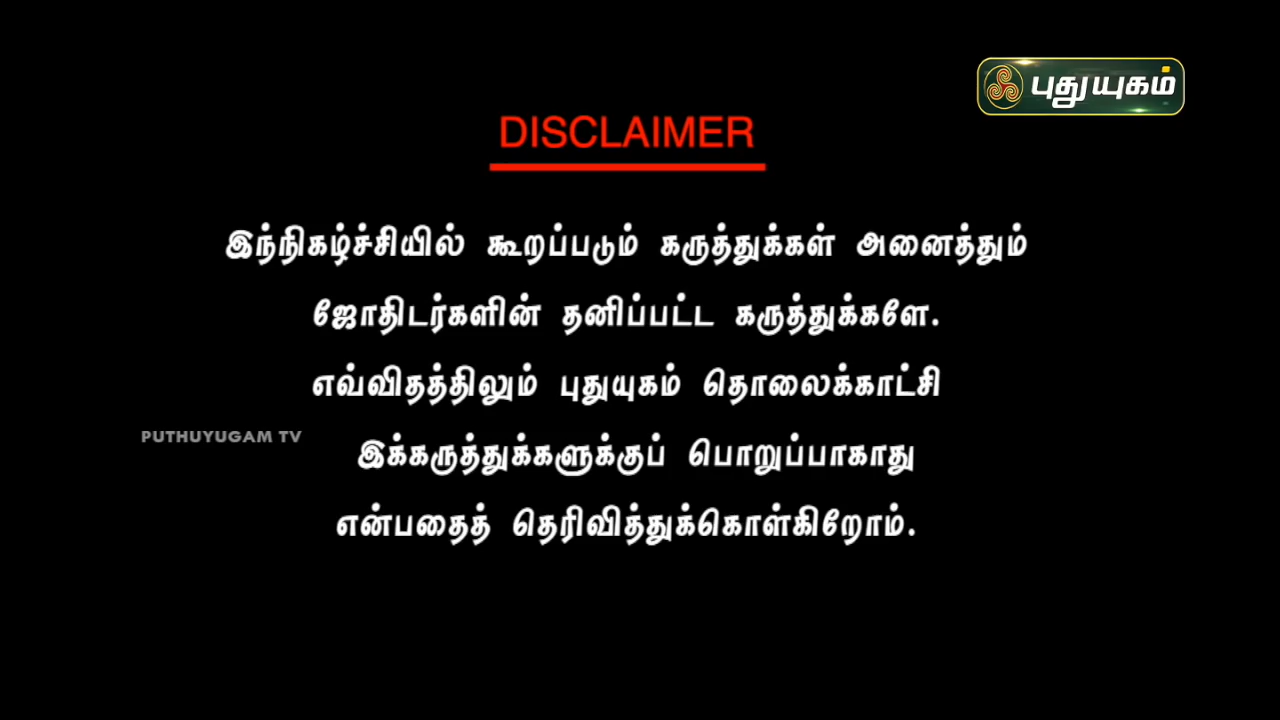 புதுயுகம்
DISCLAIMER
இந்நிகழ்ச்சியில் கூறப்படும் கருத்துக்கள் அனைத்தும்
ஜோதிடர்களின் தனிப்பட்ட கருத்துக்களே.
எவ்விதத்திலும் புதுயுகம் தொலைக்காட்சி
PUTHUYUGAM TV
இக்கருத்துக்களுக்குப் பொறுப்பாகாது
என்பதைத் தெரிவித்துக்கொள்கிறோம்.